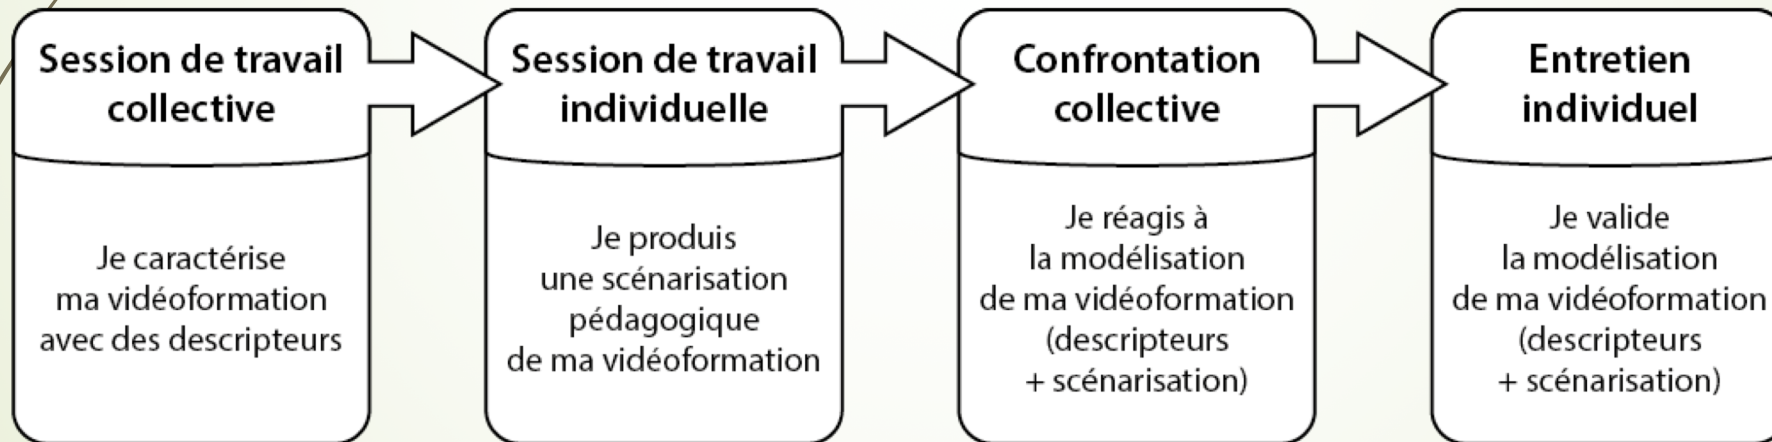 Session de travail
collective
Je caractérise
ma vidéoformation
avec des descripteurs
Session de travail
individuelle
Je produis
une scénarisation
pédagogique
de ma vidéoformation
Confrontation
collective
Je réagis à
la modélisation
de ma vidéoformation
(descripteurs
+ scénarisation)
Entretien
individuel
Je valide
la modélisation
de ma vidéoformation
(descripteurs
+ scénarisation)